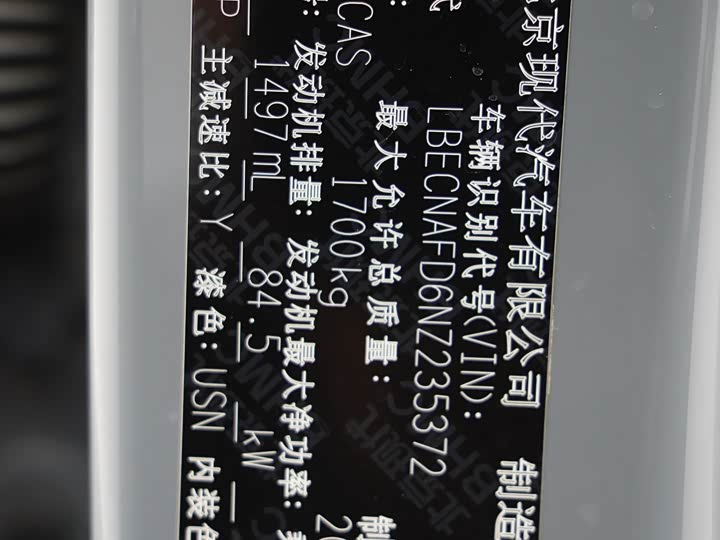 京现代汽车有限公司 制造
车辆识别代号(VIN):
LBECNAFD6NZ235372
最大允许总质量: 制
1700kg 20
发动机排量: 发动机最大净功率:
CAS 1497mL 84.5 kW
主减速比: Y 漆色: USN 内装色